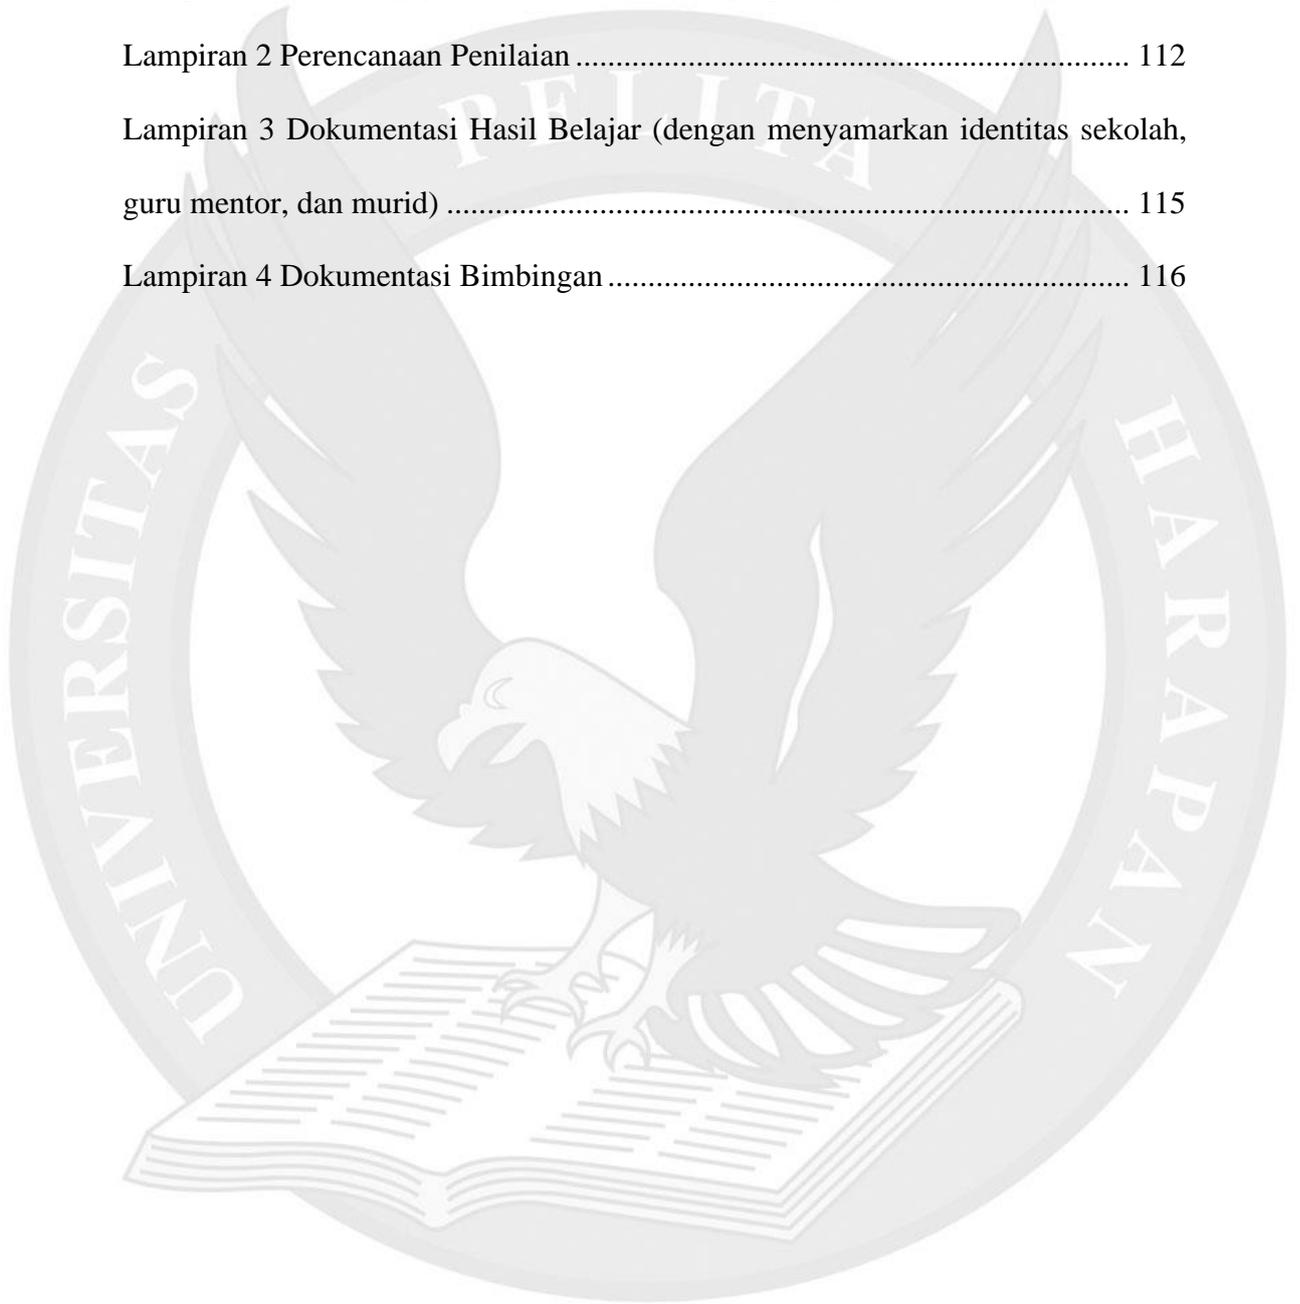 Lampiran 2 Perencanaan Penilaian ...................................................................... 112
Lampiran 3 Dokumentasi Hasil Belajar (dengan menyamarkan identitas sekolah,
guru mentor, dan murid) ...................................................................................... 115
Lampiran 4 Dokumentasi Bimbingan .................................................................. 116
UNIVERSITAS PELITA HARAPAN